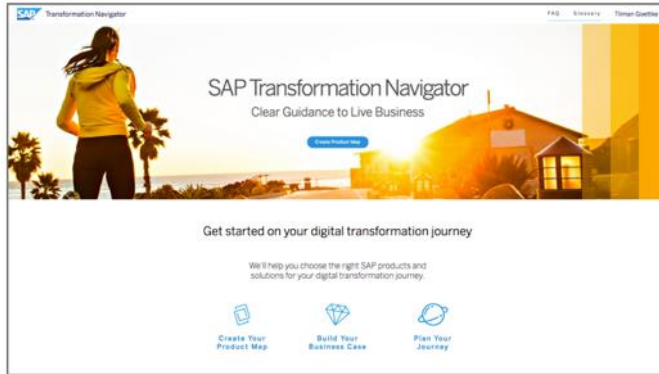 SAP Transformation Navigator
FAQ Glossary Tilman Goettke
SAP Transformation Navigator
Clear Guidance to Live Business
Create Product Map
Get started on your digital transformation journey
We'll help you choose the right SAP products and
solutions for your digital transformation journey.
Create Your
Product Map
Build Your
Business Case
Plan Your
Journey